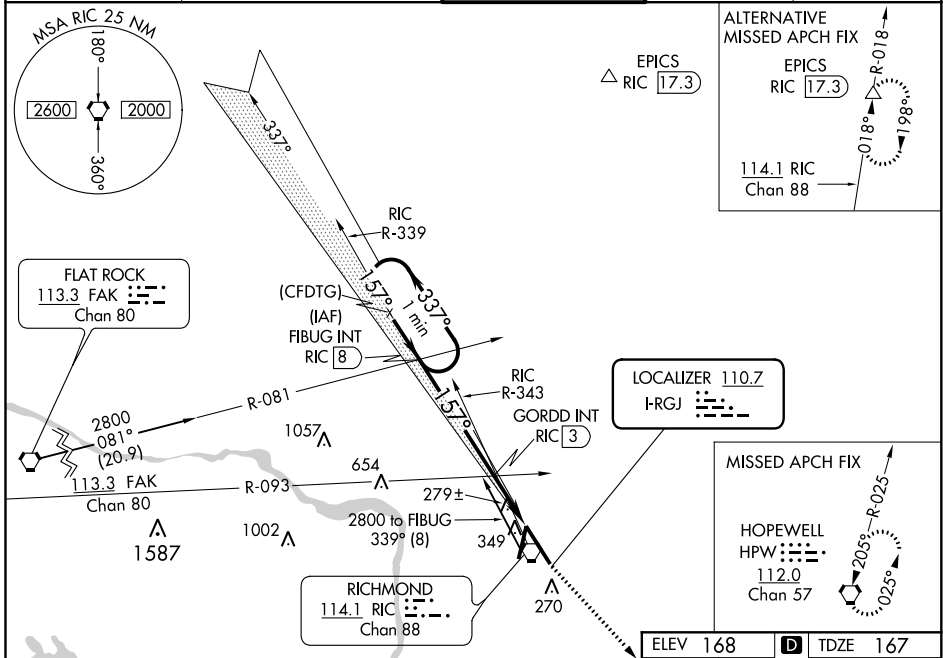 MSA RIC 25 NM
180°
2600
2000
360°
EPICS
RIC 17.3
ALTERNATIVE
MISSED APCH FIX
EPICS
RIC 17.3
R-018
018°
198°
114.1 RIC
Chan 88
337°
RIC
R-339
FLAT ROCK
113.3 FAK
Chan 80
(CFDTG)
(IAF)
FIBUG INT
RIC 8
157°
337°
1 min
R-081
2800
081°
(20.9)
113.3 FAK
Chan 80
R-093
157°
RIC
R-343
GORDD INT
RIC 3
LOCALIZER 110.7
I-RGJ
1057
654
279±
1587
1002
2800 to FIBUG
339° (8)
349
270
RICHMOND
114.1 RIC
Chan 88
MISSED APCH FIX
HOPEWELL
HPW
112.0
Chan 57
R-025
205°
025°
ELEV 168 D TDZE 167